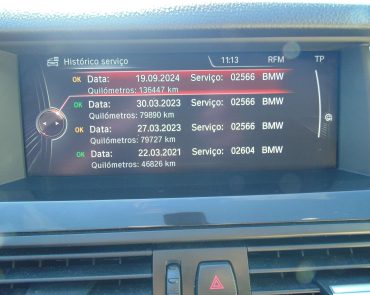 Histórico serviço 11:13 RFM TP
OK Data: 19.09.2024 Serviço: 02566 BMW
Quilómetros: 136447 km
OK Data: 30.03.2023 Serviço: 02566 BMW
Quilómetros: 79890 km
OK Data: 27.03.2023 Serviço: 02566 BMW
Quilómetros: 79727 km
OK Data: 22.03.2021 Serviço: 02604 BMW
Quilómetros: 46826 km